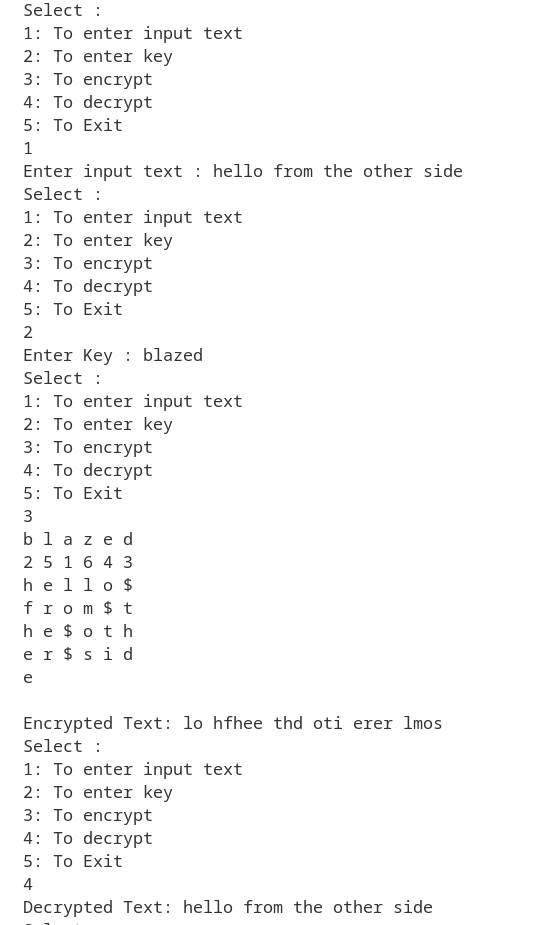 Select :
1: To enter input text
2: To enter key
3: To encrypt
4: To decrypt
5: To Exit
1
Enter input text : hello from the other side
Select :
1: To enter input text
2: To enter key
3: To encrypt
4: To decrypt
5: To Exit
2
Enter Key : blazed
Select :
1: To enter input text
2: To enter key
3: To encrypt
4: To decrypt
5: To Exit
3
b l a z e d
2 5 1 6 4 3
h e l l o $
f r o m $ t
h e $ o t h
e r $ s i d
e
Encrypted Text: lo hfhee thd oti erer lmos
Select :
1: To enter input text
2: To enter key
3: To encrypt
4: To decrypt
5: To Exit
4
Decrypted Text: hello from the other side